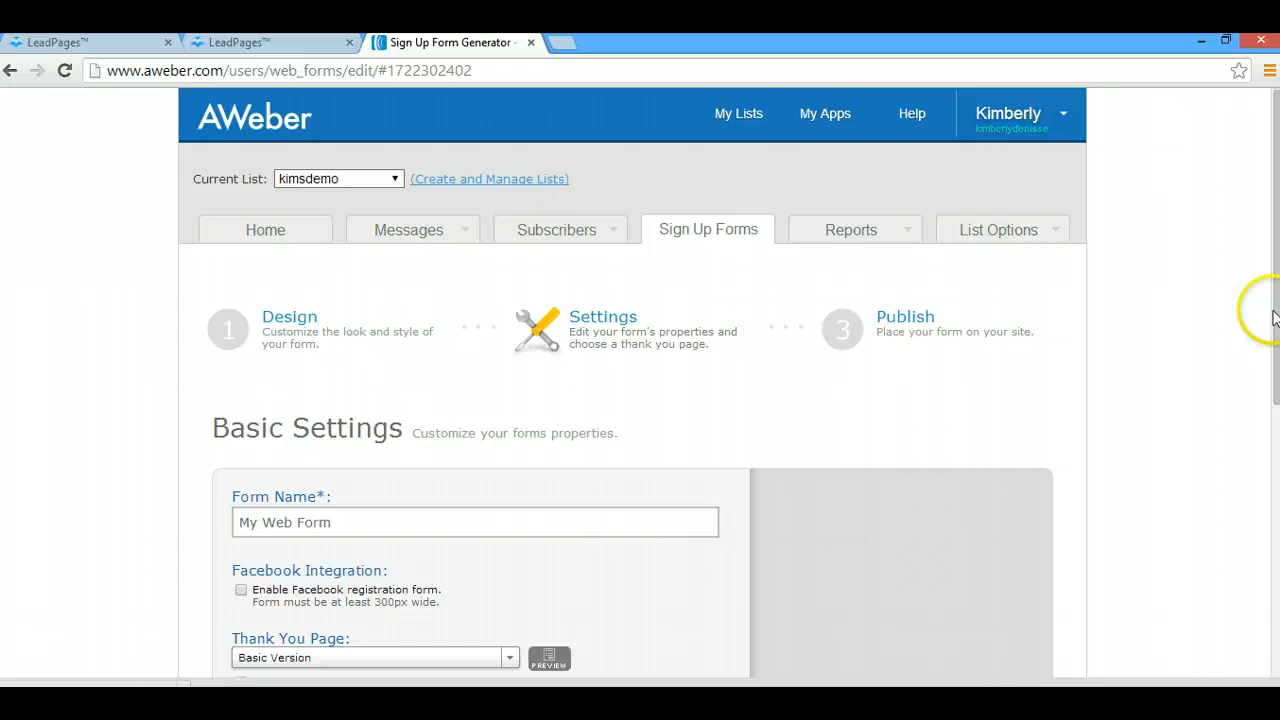 LeadPages™
LeadPages™
Sign Up Form Generator -
www.aweber.com/users/web_forms/edit/#1722302402
AWeber
My Lists
My Apps
Help
Kimberly
kimberlydenisse
Current List:
kimsdemo
(Create and Manage Lists)
Home
Messages
Subscribers
Sign Up Forms
Reports
List Options
1
Design
Customize the look and style of
your form.
Settings
Edit your form's properties and
choose a thank you page.
3
Publish
Place your form on your site.
Basic Settings
Customize your forms properties.
Form Name*:
My Web Form
Facebook Integration:
Enable Facebook registration form.
Form must be at least 300px wide.
Thank You Page:
Basic Version
PREVIEW